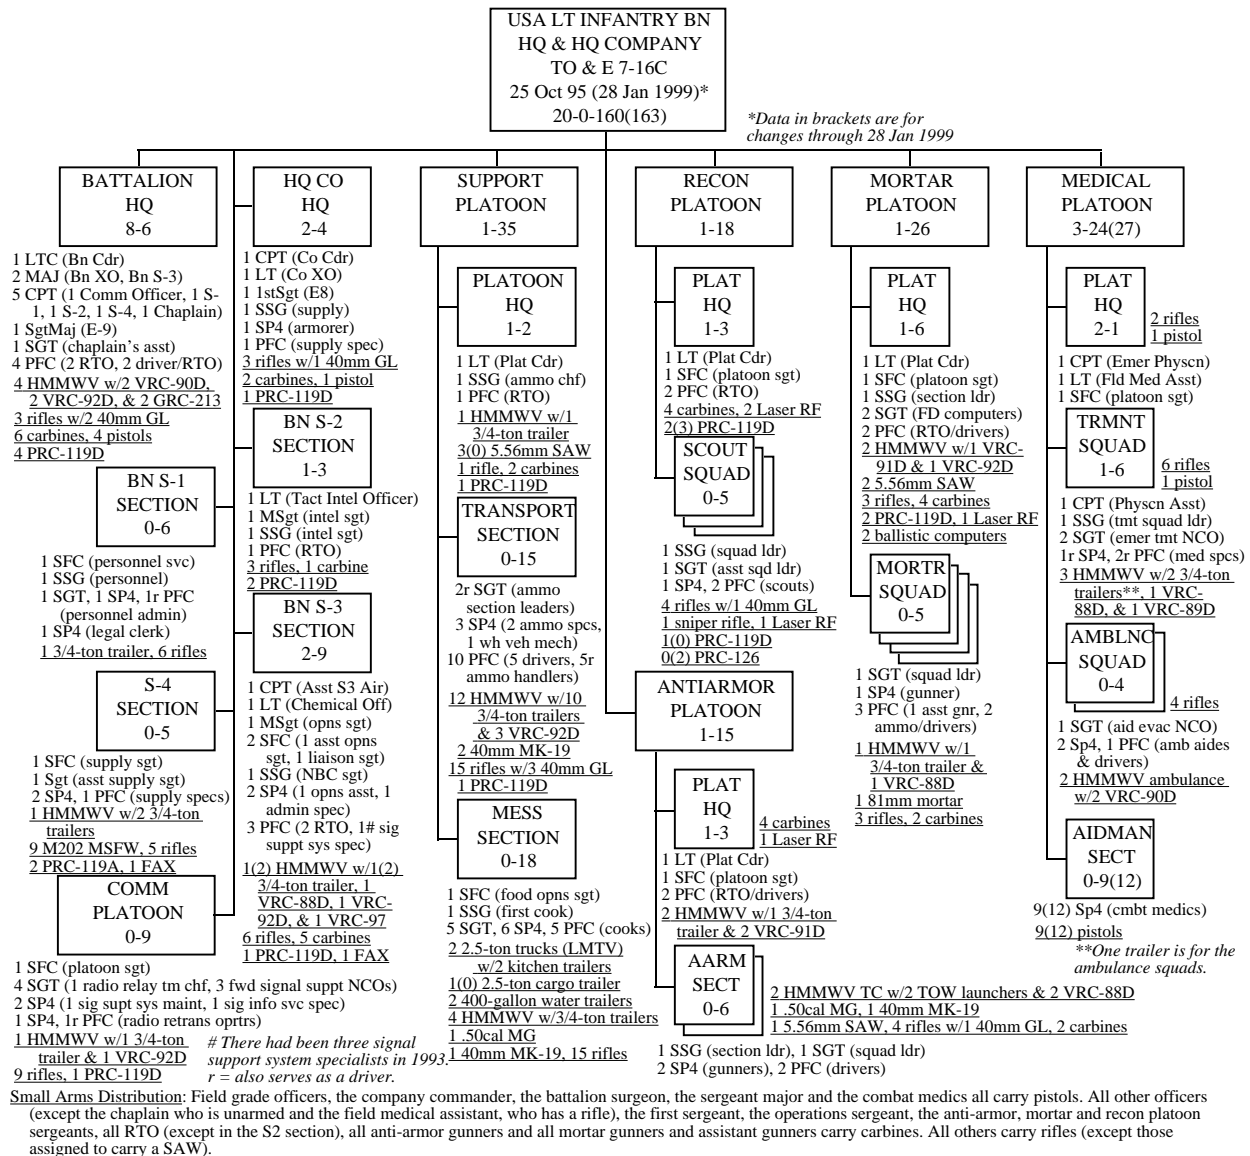 USA LT INFANTRY BN
HQ & HQ COMPANY
TO & E 7-16C
25 Oct 95 (28 Jan 1999)*
20-0-160(163)
*Data in brackets are for
changes through 28 Jan 1999
BATTALION
HQ
8-6
1 LTC (Bn Cdr)
2 MAJ (Bn XO, Bn S-3)
5 CPT (1 Comm Officer, 1 S-
1, 1 S-2, 1 S-4, 1 Chaplain)
1 SgtMaj (E-9)
1 SGT (chaplain's asst)
4 PFC (2 RTO, 2 driver/RTO)
4 HMMWV w/2 VRC-90D,
2 VRC-92D, & 2 GRC-213
3 rifles w/2 40mm GL
6 carbines, 4 pistols
4 PRC-119D
BN S-1
SECTION
0-6
1 SFC (personnel svc)
1 SSG (personnel)
1 SGT, 1 SP4, 1r PFC
(personnel admin)
1 SP4 (legal clerk)
1 3/4-ton trailer, 6 rifles
S-4
SECTION
0-5
1 SFC (supply sgt)
1 Sgt (asst supply sgt)
2 SP4, 1 PFC (supply specs)
1 HMMWV w/2 3/4-ton
trailers
9 M202 MSFW, 5 rifles
2 PRC-119A, 1 FAX
COMM
PLATOON
0-9
1 SFC (platoon sgt)
4 SGT (1 radio relay tm chf, 3 fwd signal suppt NCOs)
2 SP4 (1 sig supt sys maint, 1 sig info svc spec)
1 SP4, 1r PFC (radio retrans oprtrs)
1 HMMWV w/1 3/4-ton
trailer & 1 VRC-92D
9 rifles, 1 PRC-119D
# There had been three signal
support system specialists in 1993.
r = also serves as a driver.
HQ CO
HQ
2-4
1 CPT (Co Cdr)
1 LT (Co XO)
1 1stSgt (E8)
1 SSG (supply)
1 SP4 (armorer)
1 PFC (supply spec)
3 rifles w/1 40mm GL
2 carbines, 1 pistol
1 PRC-119D
BN S-2
SECTION
1-3
1 LT (Tact Intel Officer)
1 MSgt (intel sgt)
1 SSG (intel sgt)
1 PFC (RTO)
3 rifles, 1 carbine
2 PRC-119D
BN S-3
SECTION
2-9
1 CPT (Asst S3 Air)
1 LT (Chemical Off)
1 MSgt (opns sgt)
2 SFC (1 asst opns
sgt, 1 liaison sgt)
1 SSG (NBC sgt)
2 SP4 (1 opns asst, 1
admin spec)
3 PFC (2 RTO, 1# sig
suppt sys spec)
1(2) HMMWV w/1(2)
3/4-ton trailer, 1
VRC-88D, 1 VRC-
92D, & 1 VRC-97
6 rifles, 5 carbines
1 PRC-119D, 1 FAX
SUPPORT
PLATOON
1-35
PLATOON
HQ
1-2
1 LT (Plat Cdr)
1 SSG (ammo chf)
1 PFC (RTO)
1 HMMWV w/1
3/4-ton trailer
3(0) 5.56mm SAW
1 rifle, 2 carbines
1 PRC-119D
TRANSPORT
SECTION
0-15
2r SGT (ammo
section leaders)
3 SP4 (2 ammo spcs,
1 wh veh mech)
10 PFC (5 drivers, 5r
ammo handlers)
12 HMMWV w/10
3/4-ton trailers
& 3 VRC-92D
2 40mm MK-19
15 rifles w/3 40mm GL
1 PRC-119D
MESS
SECTION
0-18
1 SFC (food opns sgt)
1 SSG (first cook)
5 SGT, 6 SP4, 5 PFC (cooks)
2 2.5-ton trucks (LMTV)
w/2 kitchen trailers
1(0) 2.5-ton cargo trailer
2 400-gallon water trailers
4 HMMWV w/3/4-ton trailers
1 .50cal MG
1 40mm MK-19, 15 rifles
RECON
PLATOON
1-18
PLAT
HQ
1-3
1 LT (Plat Cdr)
1 SFC (platoon sgt)
2 PFC (RTO)
4 carbines, 2 Laser RF
2(3) PRC-119D
SCOUT
SQUAD
0-5
1 SSG (squad ldr)
1 SGT (asst sqd ldr)
1 SP4, 2 PFC (scouts)
4 rifles w/1 40mm GL
1 sniper rifle, 1 Laser RF
1(0) PRC-119D
0(2) PRC-126
ANTIARMOR
PLATOON
1-15
PLAT
HQ
1-3
4 carbines
1 Laser RF
1 LT (Plat Cdr)
1 SFC (platoon sgt)
2 PFC (RTO/drivers)
2 HMMWV w/1 3/4-ton
trailer & 2 VRC-91D
AARM
SECT
0-6
2 HMMWV TC w/2 TOW launchers & 2 VRC-88D
1 .50cal MG, 1 40mm MK-19
1 5.56mm SAW, 4 rifles w/1 40mm GL, 2 carbines
1 SSG (section ldr), 1 SGT (squad ldr)
2 SP4 (gunners), 2 PFC (drivers)
MORTAR
PLATOON
1-26
PLAT
HQ
1-6
1 LT (Plat Cdr)
1 SFC (platoon sgt)
1 SSG (section ldr)
2 SGT (FD computers)
2 PFC (RTO/drivers)
2 HMMWV w/1 VRC-
91D & 1 VRC-92D
2 5.56mm SAW
3 rifles, 4 carbines
2 PRC-119D, 1 Laser RF
2 ballistic computers
MORTR
SQUAD
0-5
1 SGT (squad ldr)
1 SP4 (gunner)
3 PFC (1 asst gnr, 2
ammo/drivers)
1 HMMWV w/1
3/4-ton trailer &
1 VRC-88D
1 81mm mortar
3 rifles, 2 carbines
MEDICAL
PLATOON
3-24(27)
PLAT
HQ
2-1
2 rifles
1 pistol
1 CPT (Emer Physcn)
1 LT (Fld Med Asst)
1 SFC (platoon sgt)
TRMNT
SQUAD
1-6
6 rifles
1 pistol
1 CPT (Physcn Asst)
1 SSG (tmt squad ldr)
2 SGT (emer tmt NCO)
1r SP4, 2r PFC (med spcs)
3 HMMWV w/2 3/4-ton
trailers**, 1 VRC-
88D, & 1 VRC-89D
AMBLNC
SQUAD
0-4
4 rifles
1 SGT (aid evac NCO)
2 Sp4, 1 PFC (amb aides
& drivers)
2 HMMWV ambulance
w/2 VRC-90D
AIDMAN
SECT
0-9(12)
9(12) Sp4 (cmbt medics)
9(12) pistols
**One trailer is for the
ambulance squads.
Small Arms Distribution: Field grade officers, the company commander, the battalion surgeon, the sergeant major and the combat medics all carry pistols. All other officers
(except the chaplain who is unarmed and the field medical assistant, who has a rifle), the first sergeant, the operations sergeant, the anti-armor, mortar and recon platoon
sergeants, all RTO (except in the S2 section), all anti-armor gunners and all mortar gunners and assistant gunners carry carbines. All others carry rifles (except those
assigned to carry a SAW).